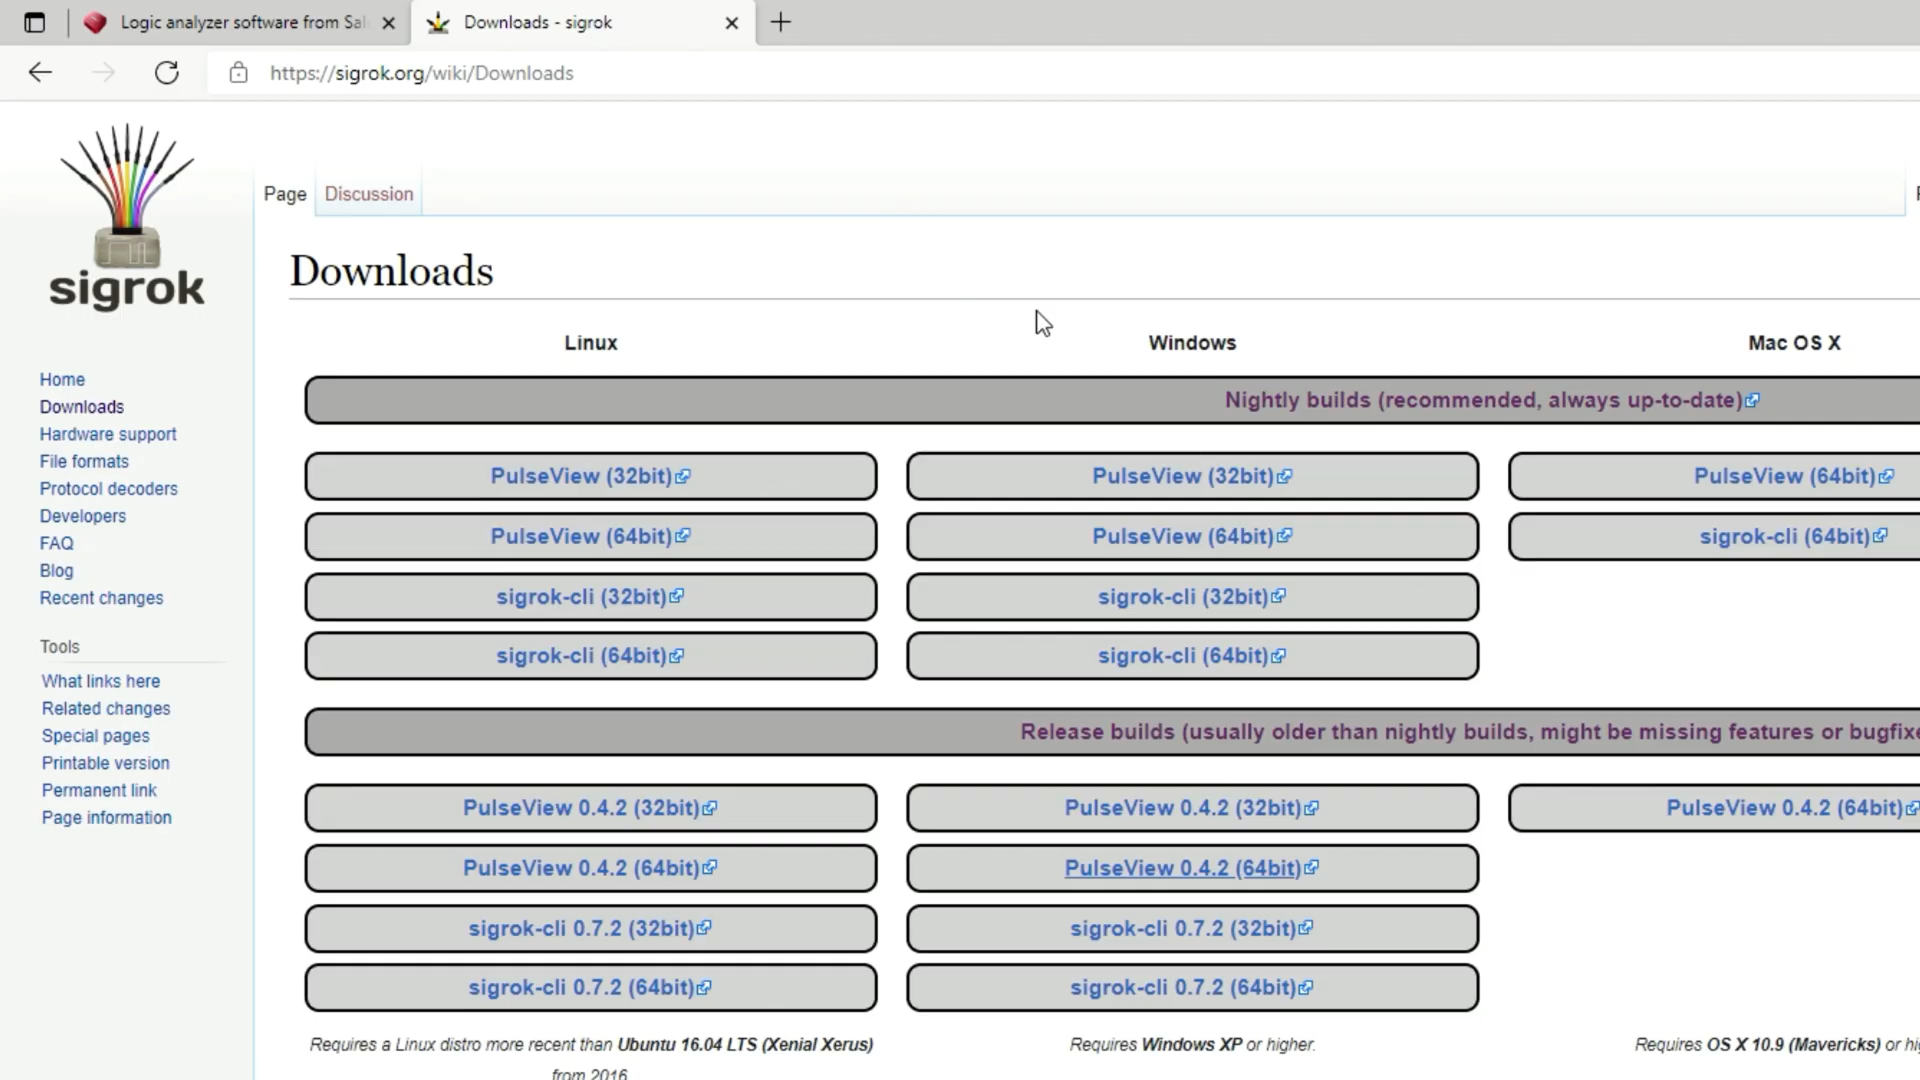 Logic analyzer software from Sal
Downloads - sigrok
https://sigrok.org/wiki/Downloads
sigrok
Page
Discussion
Downloads
Linux
Windows
Mac OS X
Nightly builds (recommended, always up-to-date)
PulseView (32bit)
PulseView (32bit)
PulseView (64bit)
PulseView (64bit)
PulseView (64bit)
sigrok-cli (64bit)
sigrok-cli (32bit)
sigrok-cli (32bit)
sigrok-cli (64bit)
sigrok-cli (64bit)
Release builds (usually older than nightly builds, might be missing features or bugfixe
PulseView 0.4.2 (32bit)
PulseView 0.4.2 (32bit)
PulseView 0.4.2 (64bit)
PulseView 0.4.2 (64bit)
PulseView 0.4.2 (64bit)
sigrok-cli 0.7.2 (32bit)
sigrok-cli 0.7.2 (32bit)
sigrok-cli 0.7.2 (64bit)
sigrok-cli 0.7.2 (64bit)
Requires a Linux distro more recent than Ubuntu 16.04 LTS (Xenial Xerus)
from 2016
Requires Windows XP or higher.
Requires OS X 10.9 (Mavericks) or hi
Home
Downloads
Hardware support
File formats
Protocol decoders
Developers
FAQ
Blog
Recent changes
Tools
What links here
Related changes
Special pages
Printable version
Permanent link
Page information